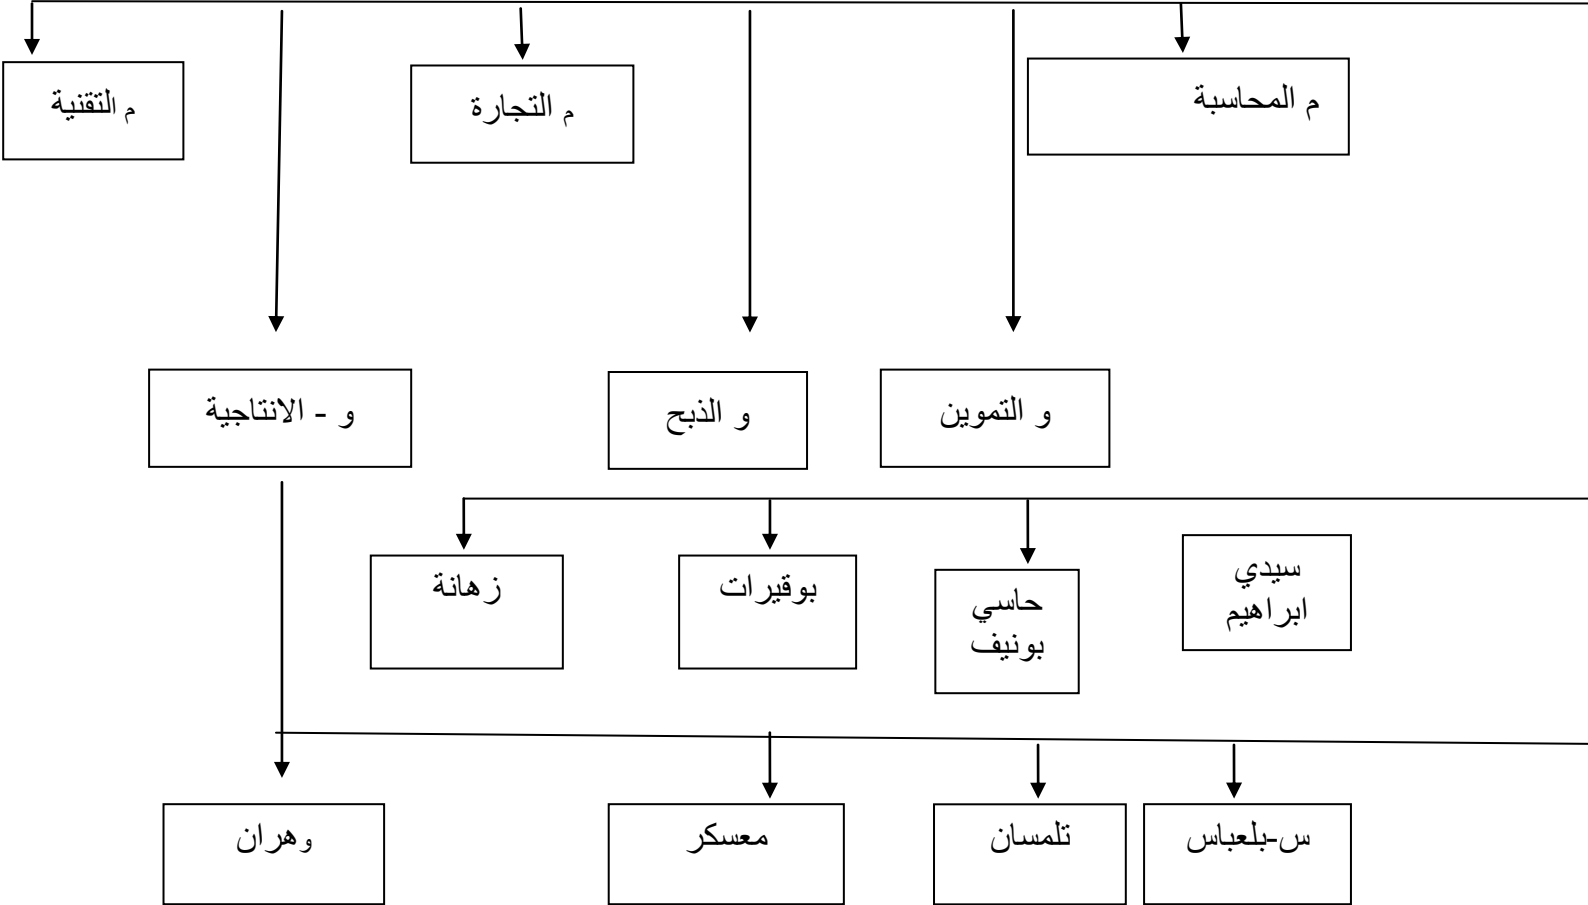 م المحاسبة
م التجارة
م التقنية
و التموين
و الذبح
و - الانتاجية
سيدي
ابراهيم
حاسي
بونيف
بوقيرات
زهانة
س-بلعباس
تلمسان
معسكر
وهران